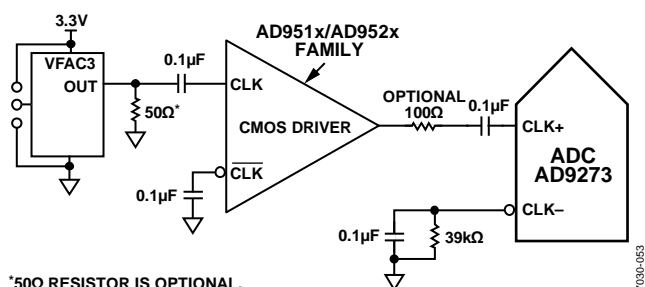 3.3V
VFAC3
OUT
0.1µF
50Ω*
CLK
AD951x/AD952x
FAMILY
CMOS DRIVER
CLK
0.1µF
OPTIONAL
100Ω
0.1µF
CLK+
ADC
AD9273
CLK–
0.1µF
39kΩ
*50Ω RESISTOR IS OPTIONAL.